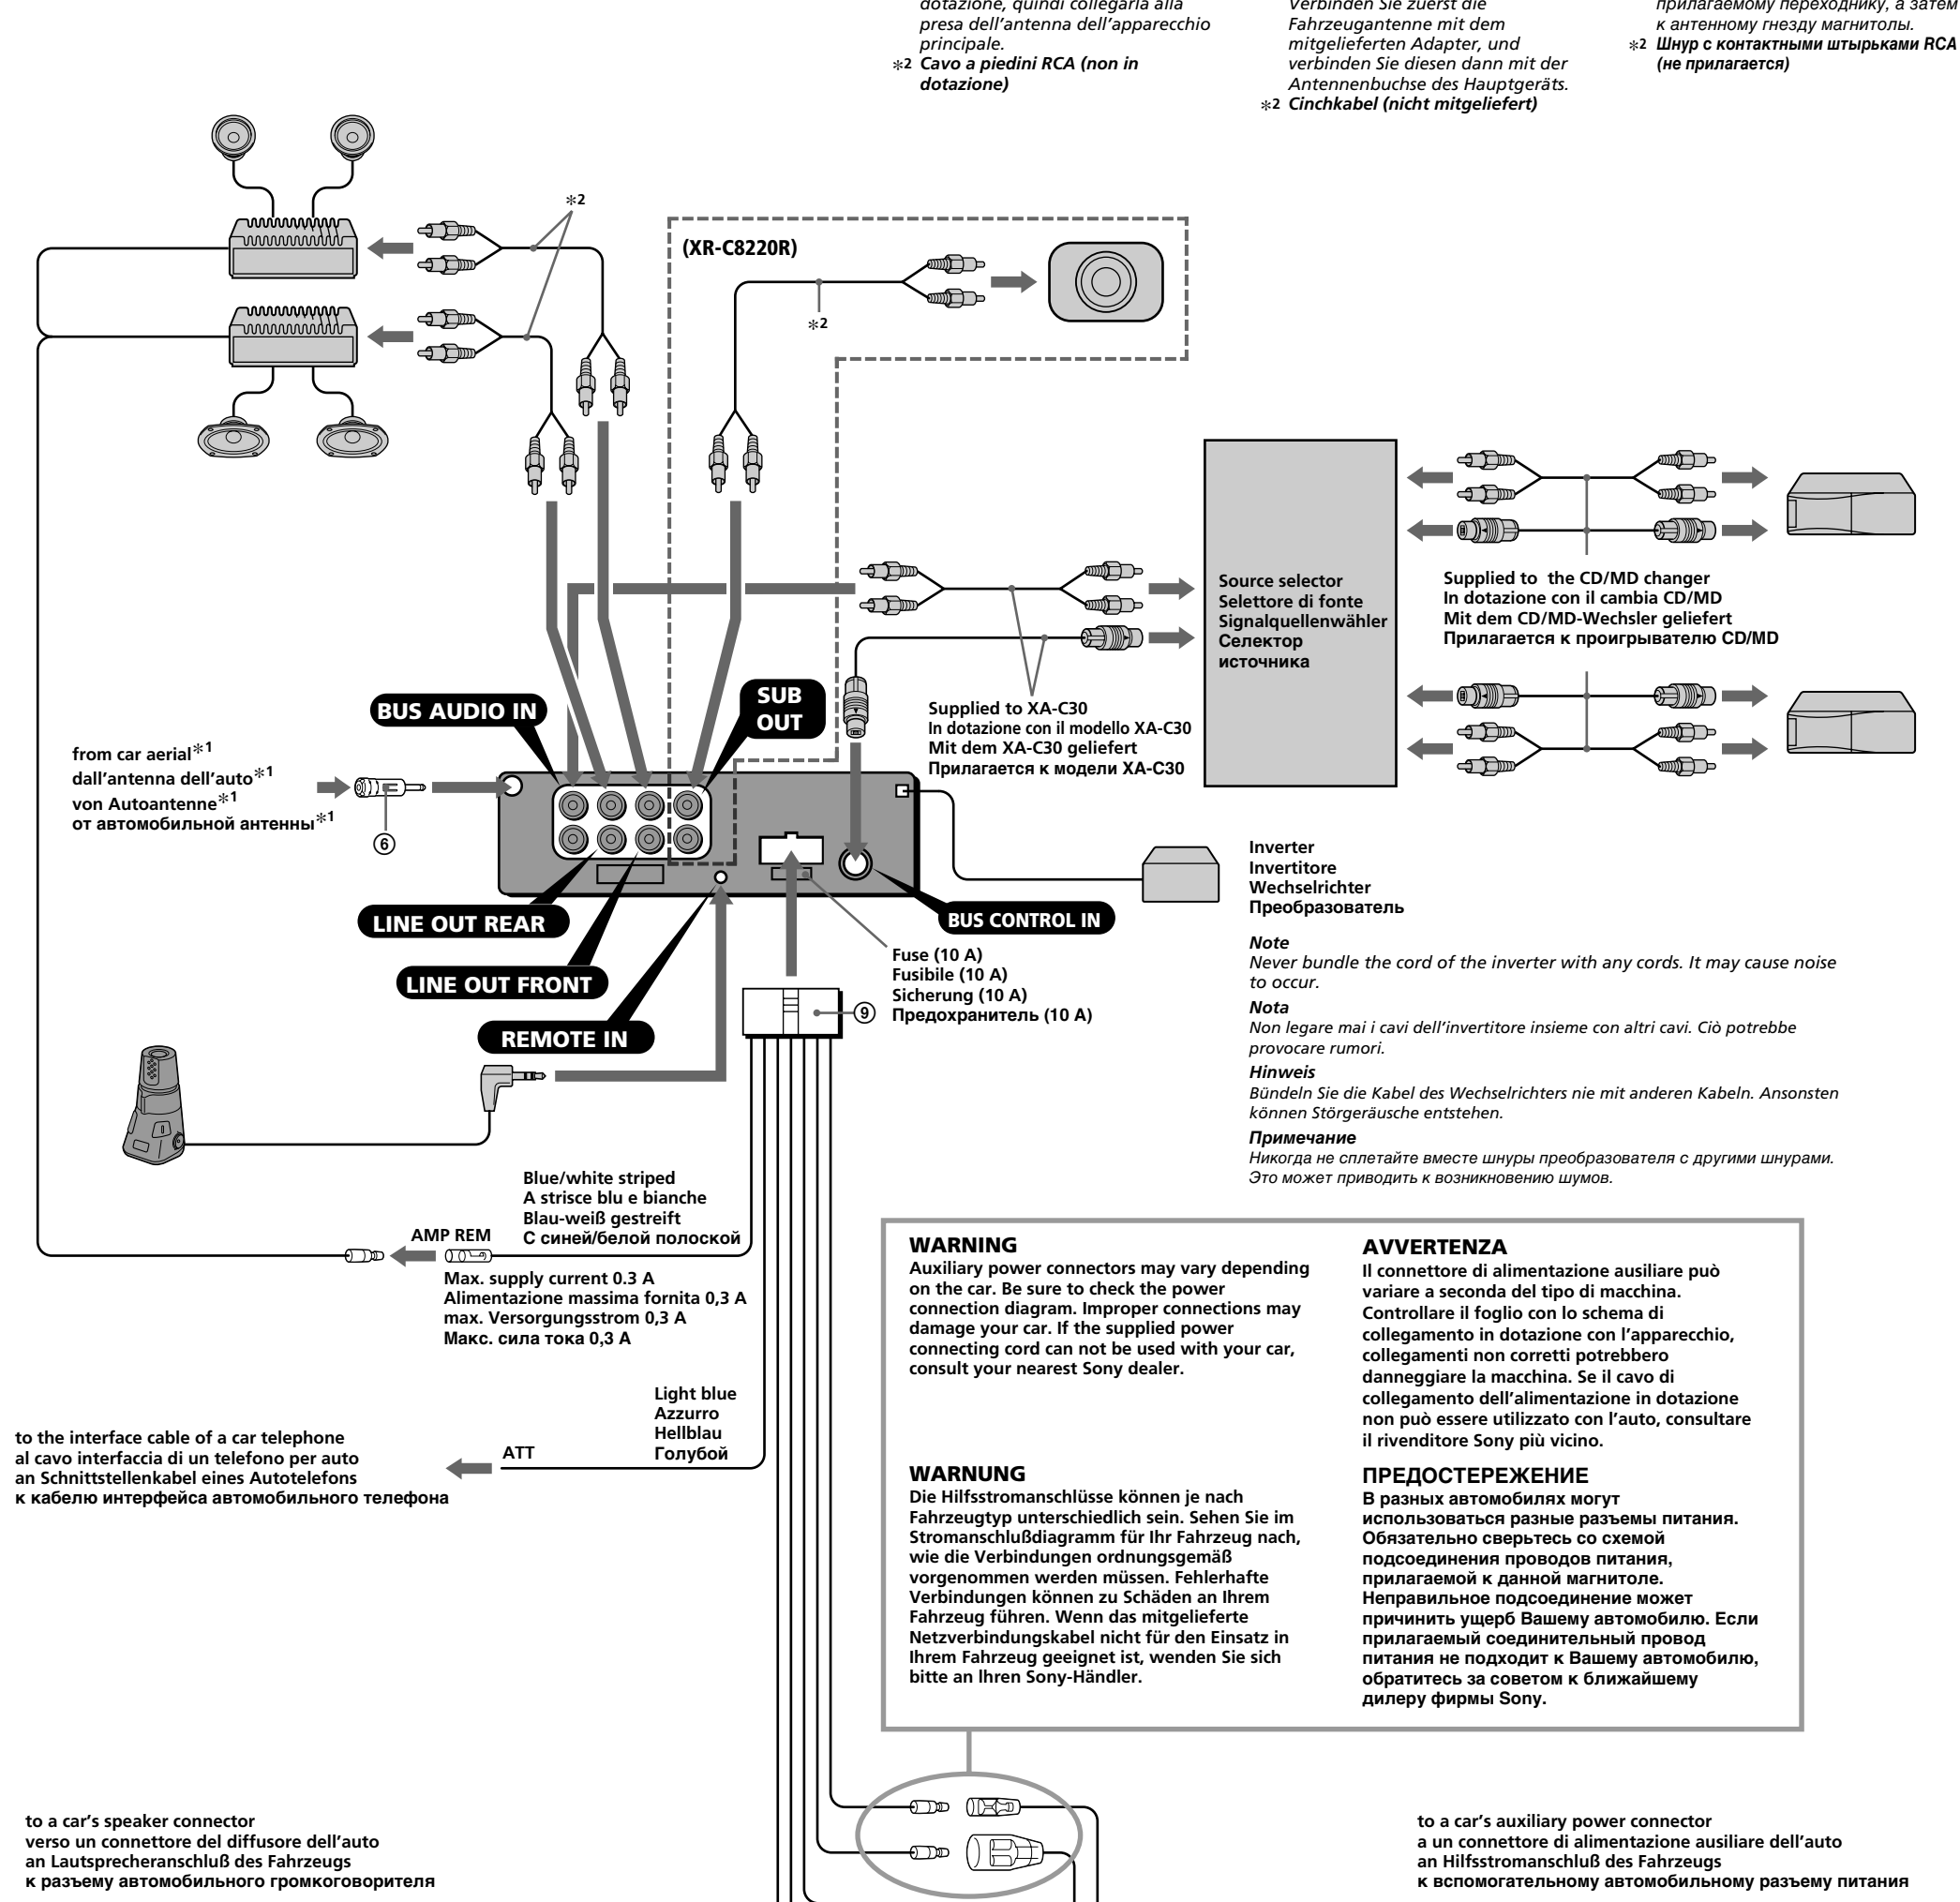 dotazione, quindi collegarla alla
presa dell'antenna dell'apparecchio
principale.
*2 Cavo a piedini RCA (non in
dotazione)
Verbinden Sie zuerst die
Fahrzeugantenne mit dem
mitgelieferten Adapter, und
verbinden Sie diesen dann mit der
Antennenbuchse des Hauptgeräts.
*2 Cinchkabel (nicht mitgeliefert)
прилагаемому переходнику, а затем
к антенному гнезду магнитолы.
*2 Шнур с контактными штырьками RCA
(не прилагается)
*2
(XR-C8220R)
*2
Source selector
Selettore di fonte
Signalquellenwähler
Селектор
источника
Supplied to the CD/MD changer
In dotazione con il cambia CD/MD
Mit dem CD/MD-Wechsler geliefert
Прилагается к проигрывателю CD/MD
BUS AUDIO IN
SUB
OUT
Supplied to XA-C30
In dotazione con il modello XA-C30
Mit dem XA-C30 geliefert
Прилагается к модели XA-C30
from car aerial*1
dall'antenna dell'auto*1
von Autoantenne*1
от автомобильной антенны*1
6
LINE OUT REAR
LINE OUT FRONT
REMOTE IN
BUS CONTROL IN
Fuse (10 A)
Fusibile (10 A)
Sicherung (10 A)
Предохранитель (10 A)
9
Inverter
Invertitore
Wechselrichter
Преобразователь
Note
Never bundle the cord of the inverter with any cords. It may cause noise
to occur.
Nota
Non legare mai i cavi dell'invertitore insieme con altri cavi. Ciò potrebbe
provocare rumori.
Hinweis
Bündeln Sie die Kabel des Wechselrichters nie mit anderen Kabeln. Ansonsten
können Störgeräusche entstehen.
Примечание
Никогда не сплетайте вместе шнуры преобразователя с другими шнурами.
Это может приводить к возникновению шумов.
Blue/white striped
A strisce blu e bianche
Blau-weiß gestreift
С синей/белой полоской
AMP REM
Max. supply current 0.3 A
Alimentazione massima fornita 0,3 A
max. Versorgungsstrom 0,3 A
Макс. сила тока 0,3 A
Light blue
Azzurro
Hellblau
Голубой
ATT
to the interface cable of a car telephone
al cavo interfaccia di un telefono per auto
an Schnittstellenkabel eines Autotelefons
к кабелю интерфейса автомобильного телефона
WARNING
Auxiliary power connectors may vary depending
on the car. Be sure to check the power
connection diagram. Improper connections may
damage your car. If the supplied power
connecting cord can not be used with your car,
consult your nearest Sony dealer.
WARNUNG
Die Hilfsstromanschlüsse können je nach
Fahrzeugtyp unterschiedlich sein. Sehen Sie im
Stromanschlußdiagramm für Ihr Fahrzeug nach,
wie die Verbindungen ordnungsgemäß
vorgenommen werden müssen. Fehlerhafte
Verbindungen können zu Schäden an Ihrem
Fahrzeug führen. Wenn das mitgelieferte
Netzverbindungskabel nicht für den Einsatz in
Ihrem Fahrzeug geeignet ist, wenden Sie sich
bitte an Ihren Sony-Händler.
AVVERTENZA
Il connettore di alimentazione ausiliare può
variare a seconda del tipo di macchina.
Controllare il foglio con lo schema di
collegamento in dotazione con l'apparecchio,
collegamenti non corretti potrebbero
danneggiare la macchina. Se il cavo di
collegamento dell'alimentazione in dotazione
non può essere utilizzato con l'auto, consultare
il rivenditore Sony più vicino.
ПРЕДОСТЕРЕЖЕНИЕ
В разных автомобилях могут
использоваться разные разъемы питания.
Обязательно сверьтесь со схемой
подсоединения проводов питания,
прилагаемой к данной магнитоле.
Неправильное подсоединение может
причинить ущерб Вашему автомобилю. Если
прилагаемый соединительный провод
питания не подходит к Вашему автомобилю,
обратитесь за советом к ближайшему
дилеру фирмы Sony.
to a car's speaker connector
verso un connettore del diffusore dell'auto
an Lautsprecheranschluß des Fahrzeugs
к разъему автомобильного громкоговорителя
to a car's auxiliary power connector
a un connettore di alimentazione ausiliare dell'auto
an Hilfsstromanschluß des Fahrzeugs
к вспомогательному автомобильному разъему питания